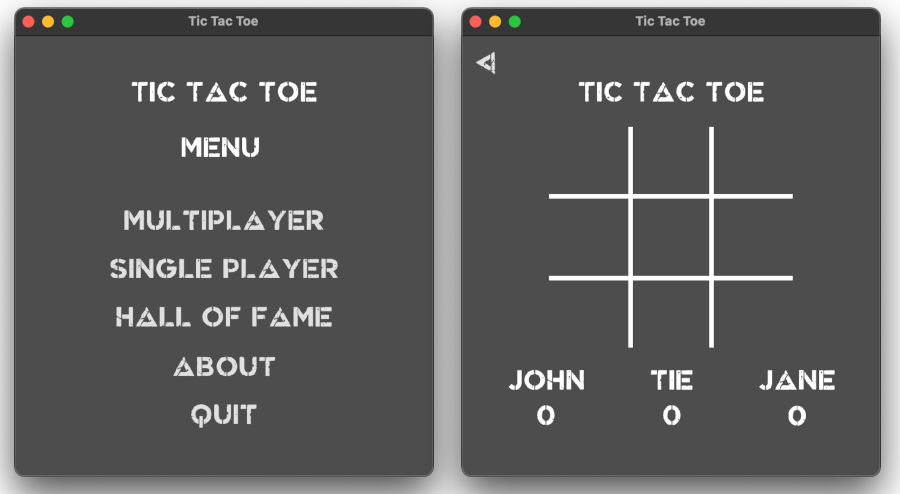 Tic Tac Toe
TIC TAC TOE
MENU
MULTIPLAYER
SINGLE PLAYER
HALL OF FAME
ABOUT
QUIT
Tic Tac Toe
TIC TAC TOE
JOHN TIE JANE
0 0 0